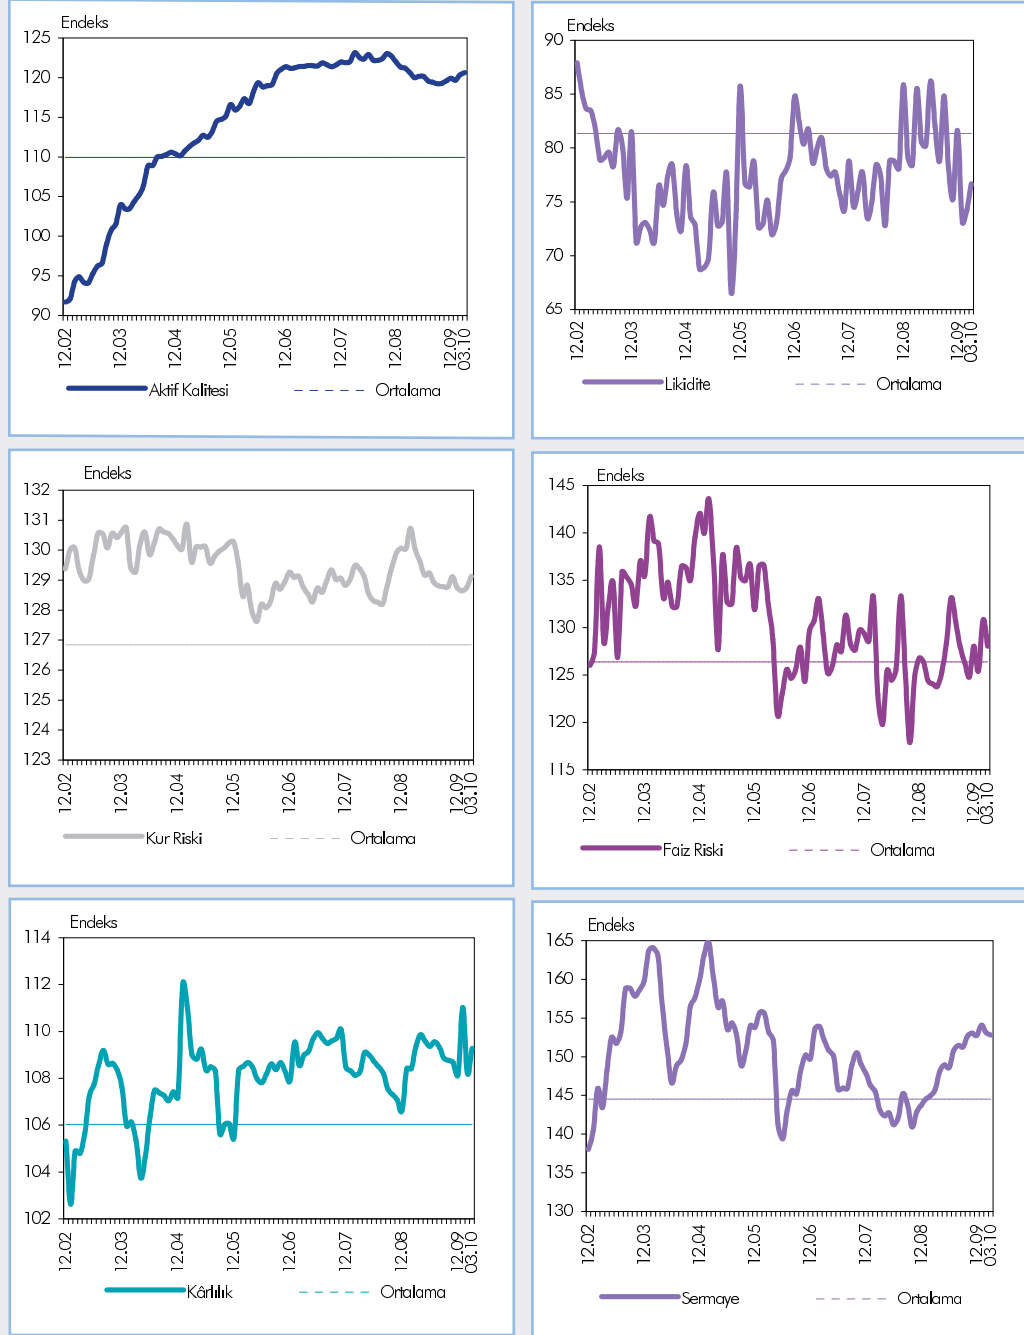 Endeks
125
120
115
110
105
100
95
90
12.02 12.03 12.04 12.05 12.06 12.07 12.08 12.09 03.10
Aktif Kalitesi Ortalama
Endeks
90
85
80
75
70
65
12.02 12.03 12.04 12.05 12.06 12.07 12.08 12.09 03.10
Likidite Ortalama
Endeks
132
131
130
129
128
127
126
125
124
123
12.02 12.03 12.04 12.05 12.06 12.07 12.08 12.09 03.10
Kur Riski Ortalama
Endeks
145
140
135
130
125
120
115
12.02 12.03 12.04 12.05 12.06 12.07 12.08 12.09 03.10
Faiz Riski Ortalama
Endeks
114
112
110
108
106
104
102
12.02 12.03 12.04 12.05 12.06 12.07 12.08 12.09 03.10
Kârlılık Ortalama
Endeks
165
160
155
150
145
140
135
130
12.02 12.03 12.04 12.05 12.06 12.07 12.08 12.09 03.10
Sermaye Ortalama